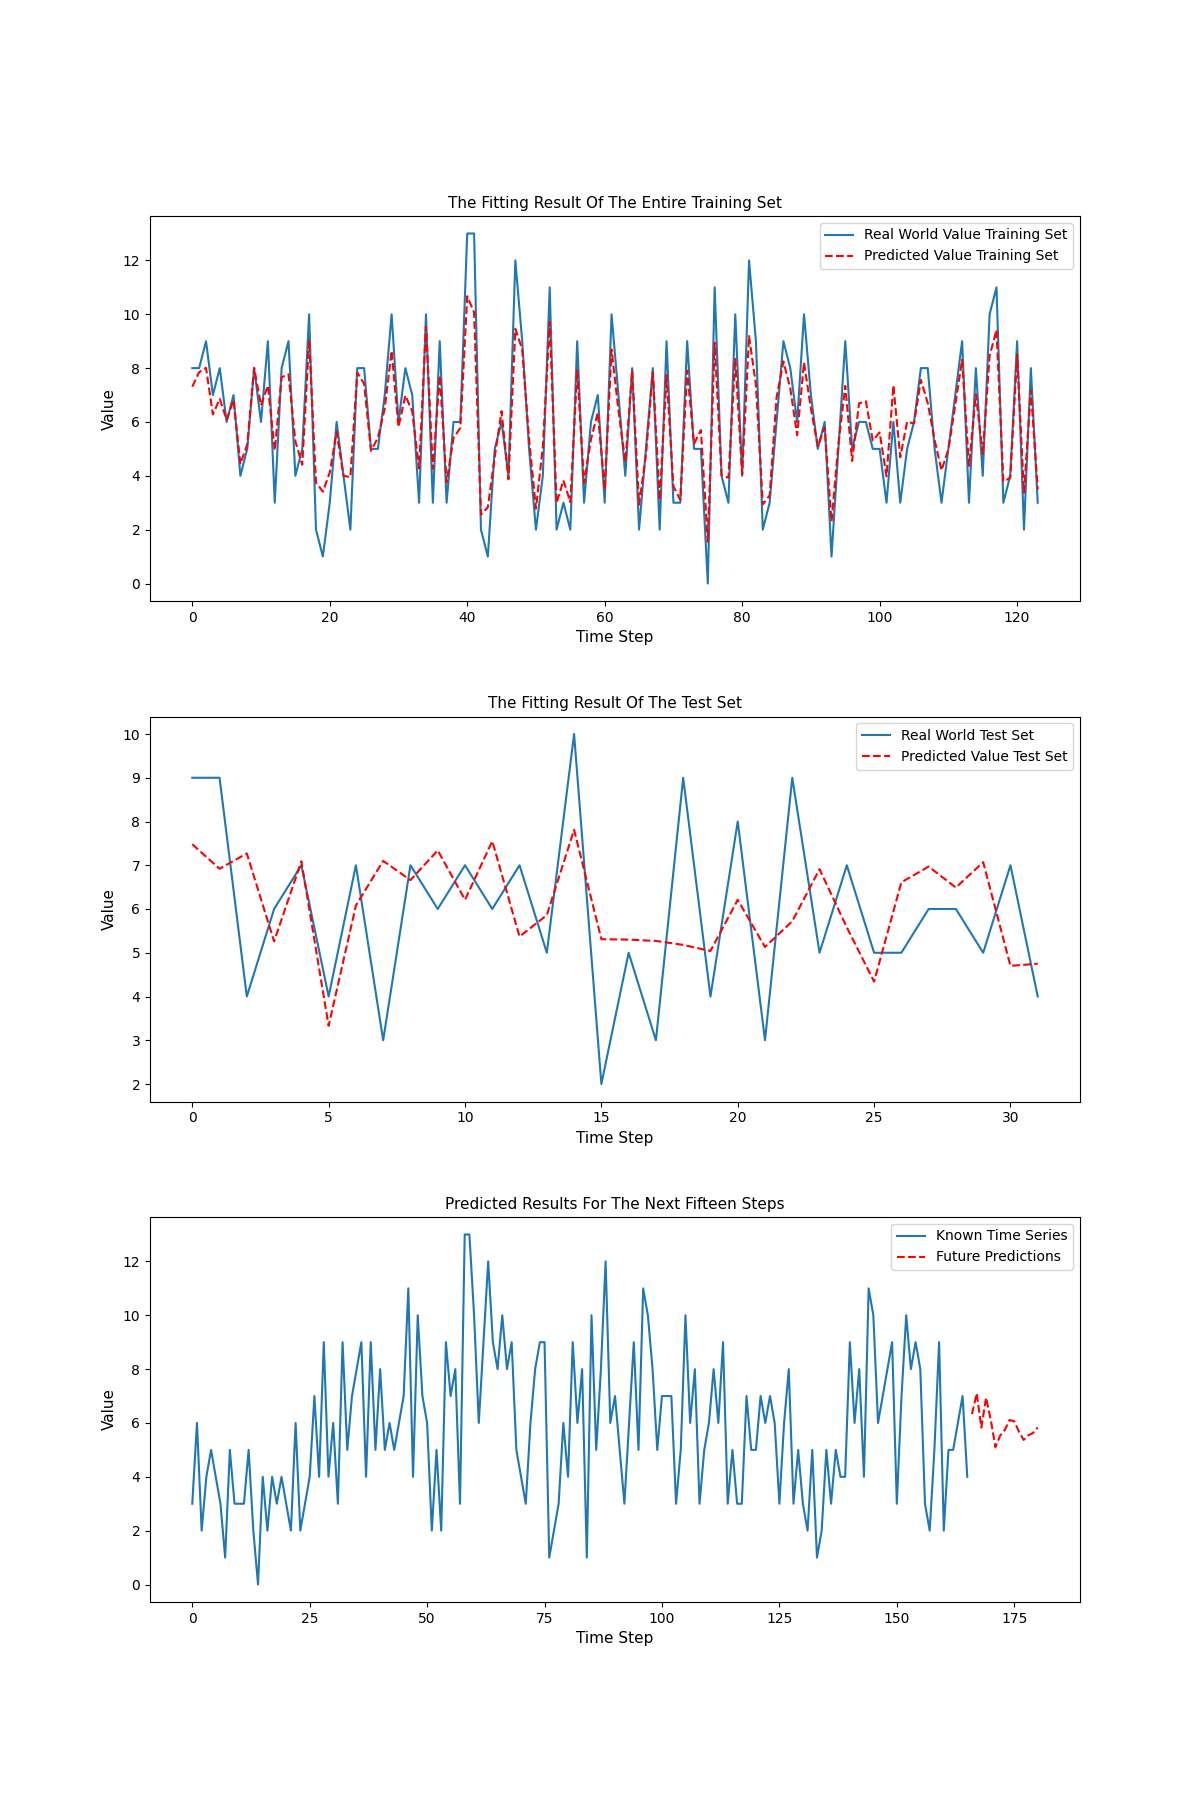 The Fitting Result Of The Entire Training Set
Real World Value Training Set
Predicted Value Training Set
Value
12
10
8
6
4
2
0
0 20 40 60 80 100 120
Time Step
The Fitting Result Of The Test Set
Real World Test Set
Predicted Value Test Set
Value
10
9
8
7
6
5
4
3
2
0 5 10 15 20 25 30
Time Step
Predicted Results For The Next Fifteen Steps
Known Time Series
Future Predictions
Value
12
10
8
6
4
2
0
0 25 50 75 100 125 150 175
Time Step